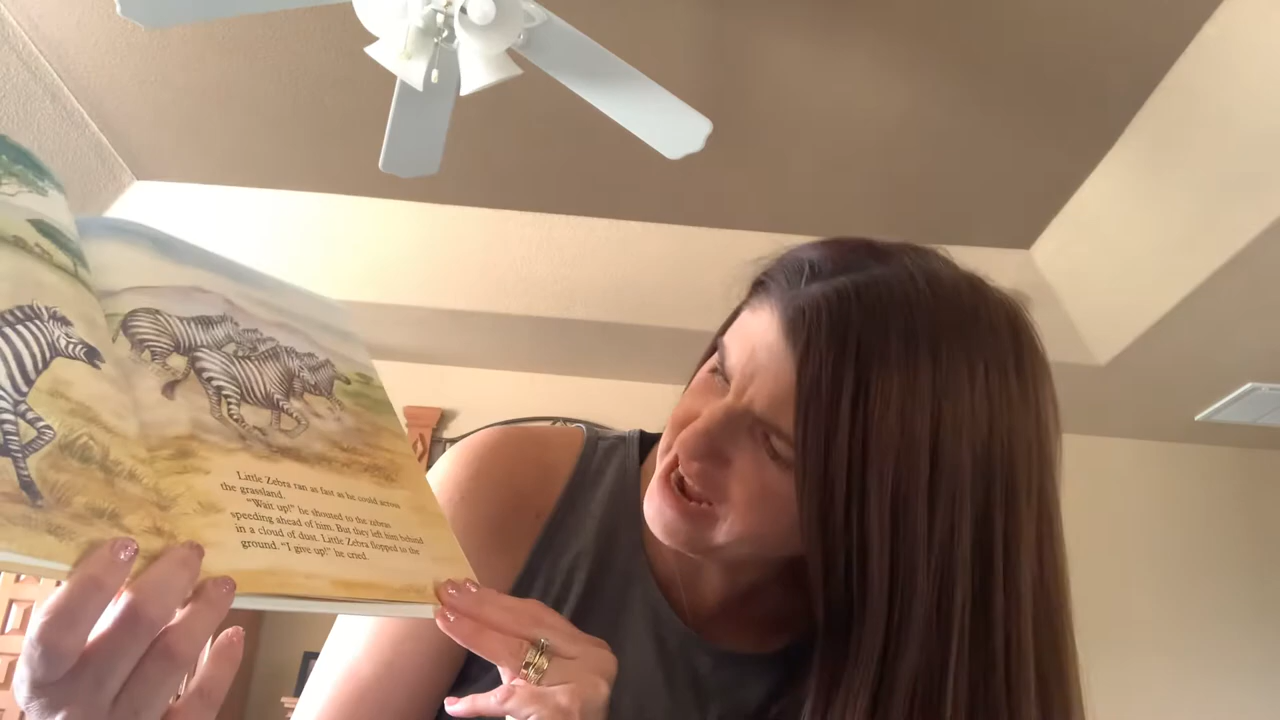 Little Zebra ran as fast as he could across
the grassland.
"Wait up!" he shouted to the zebras
speeding ahead of him. But they left him behind
in a cloud of dust. Little Zebra flopped to the
ground. "I give up!" he cried.